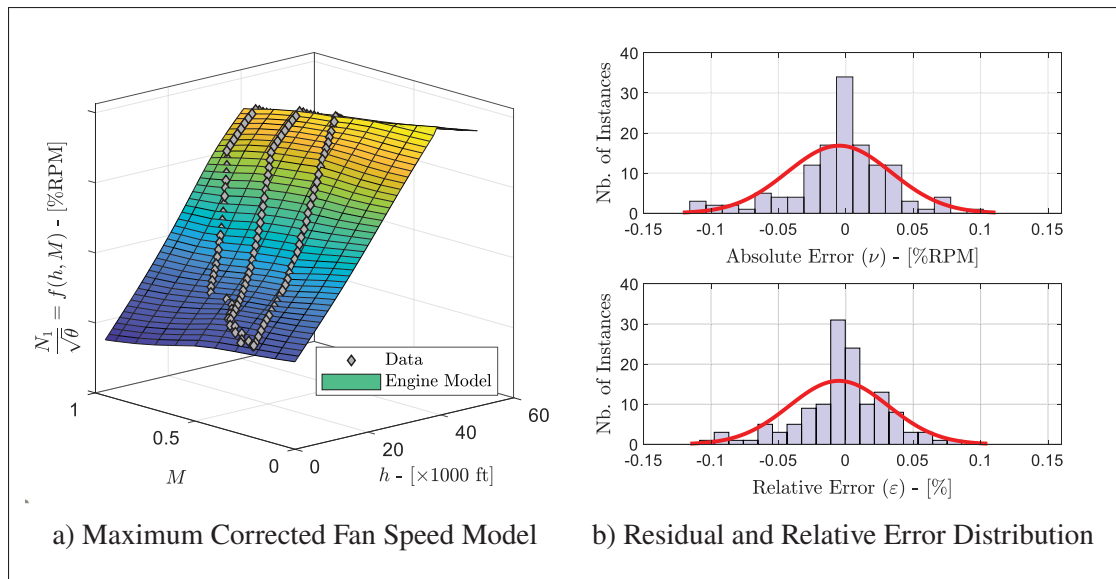 N₁/√θ = f(h, M) - [%RPM]
1
0.5
0
M
0
20
40
60
h - [×1000 ft]
Data
Engine Model
a) Maximum Corrected Fan Speed Model
40
30
20
10
0
Nb. of Instances
-0.15 -0.1 -0.05 0 0.05 0.1 0.15
Absolute Error (ν) - [%RPM]
40
30
20
10
0
Nb. of Instances
-0.15 -0.1 -0.05 0 0.05 0.1 0.15
Relative Error (ε) - [%]
b) Residual and Relative Error Distribution